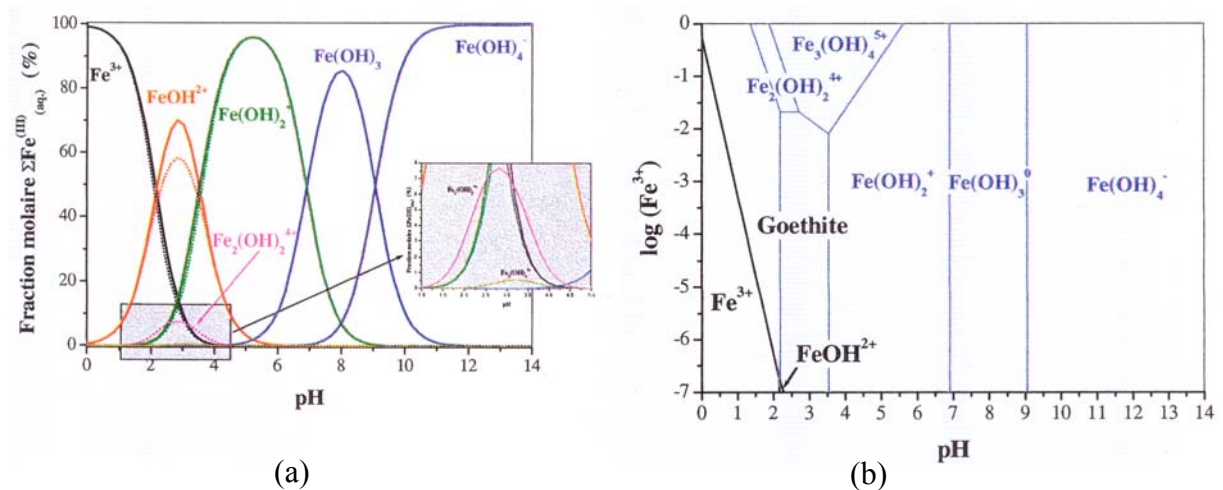 100
80
60
40
20
0
Fraction molaire ΣFe⁽ᴵᴵᴵ⁾(aq.) (%)
Fe³⁺
FeOH²⁺
Fe(OH)₂⁺
Fe₂(OH)₂⁴⁺
Fe(OH)₃
Fe(OH)₄⁻
0 2 4 6 8 10 12 14
pH
pH
(a)
0
-1
-2
-3
-4
-5
-6
-7
log (Fe³⁺)
Fe₃(OH)₄⁵⁺
Fe₂(OH)₂⁴⁺
Fe(OH)₂⁺ Fe(OH)₃⁰ Fe(OH)₄⁻
Goethite
Fe³⁺
FeOH²⁺
0 1 2 3 4 5 6 7 8 9 10 11 12 13 14
pH
(b)